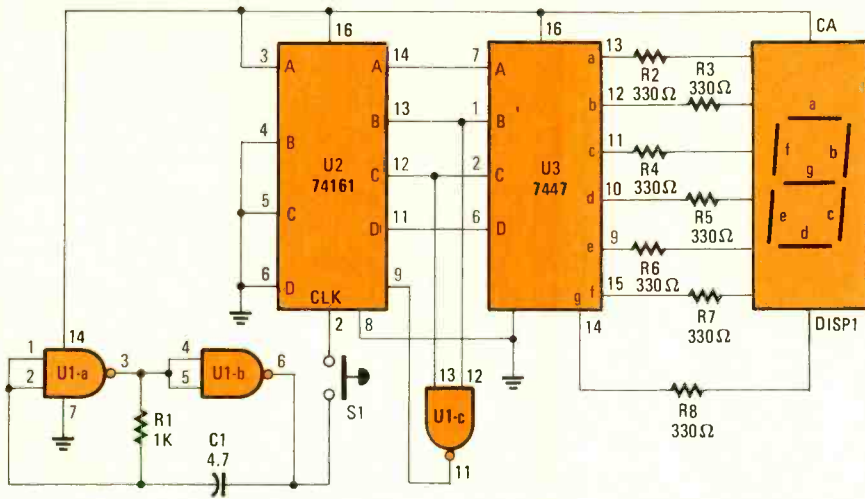 16
16
CA
3
A
14
A
7
A
13
a
R2
330Ω
R3
330Ω
4
B
13
B
1
B
12
b
a
f
b
g
e
c
d
U2
74161
U3
7447
5
C
12
C
2
C
11
c
R4
330Ω
6
D
11
D
6
D
10
d
R5
330Ω
9
9
e
R6
330Ω
15
f
R7
330Ω
CLK
2
8
g
14
DISP1
1
2
14
U1-a
3
7
4
5
U1-b
6
R1
1K
C1
4.7
S1
13
12
U1-c
11
R8
330Ω